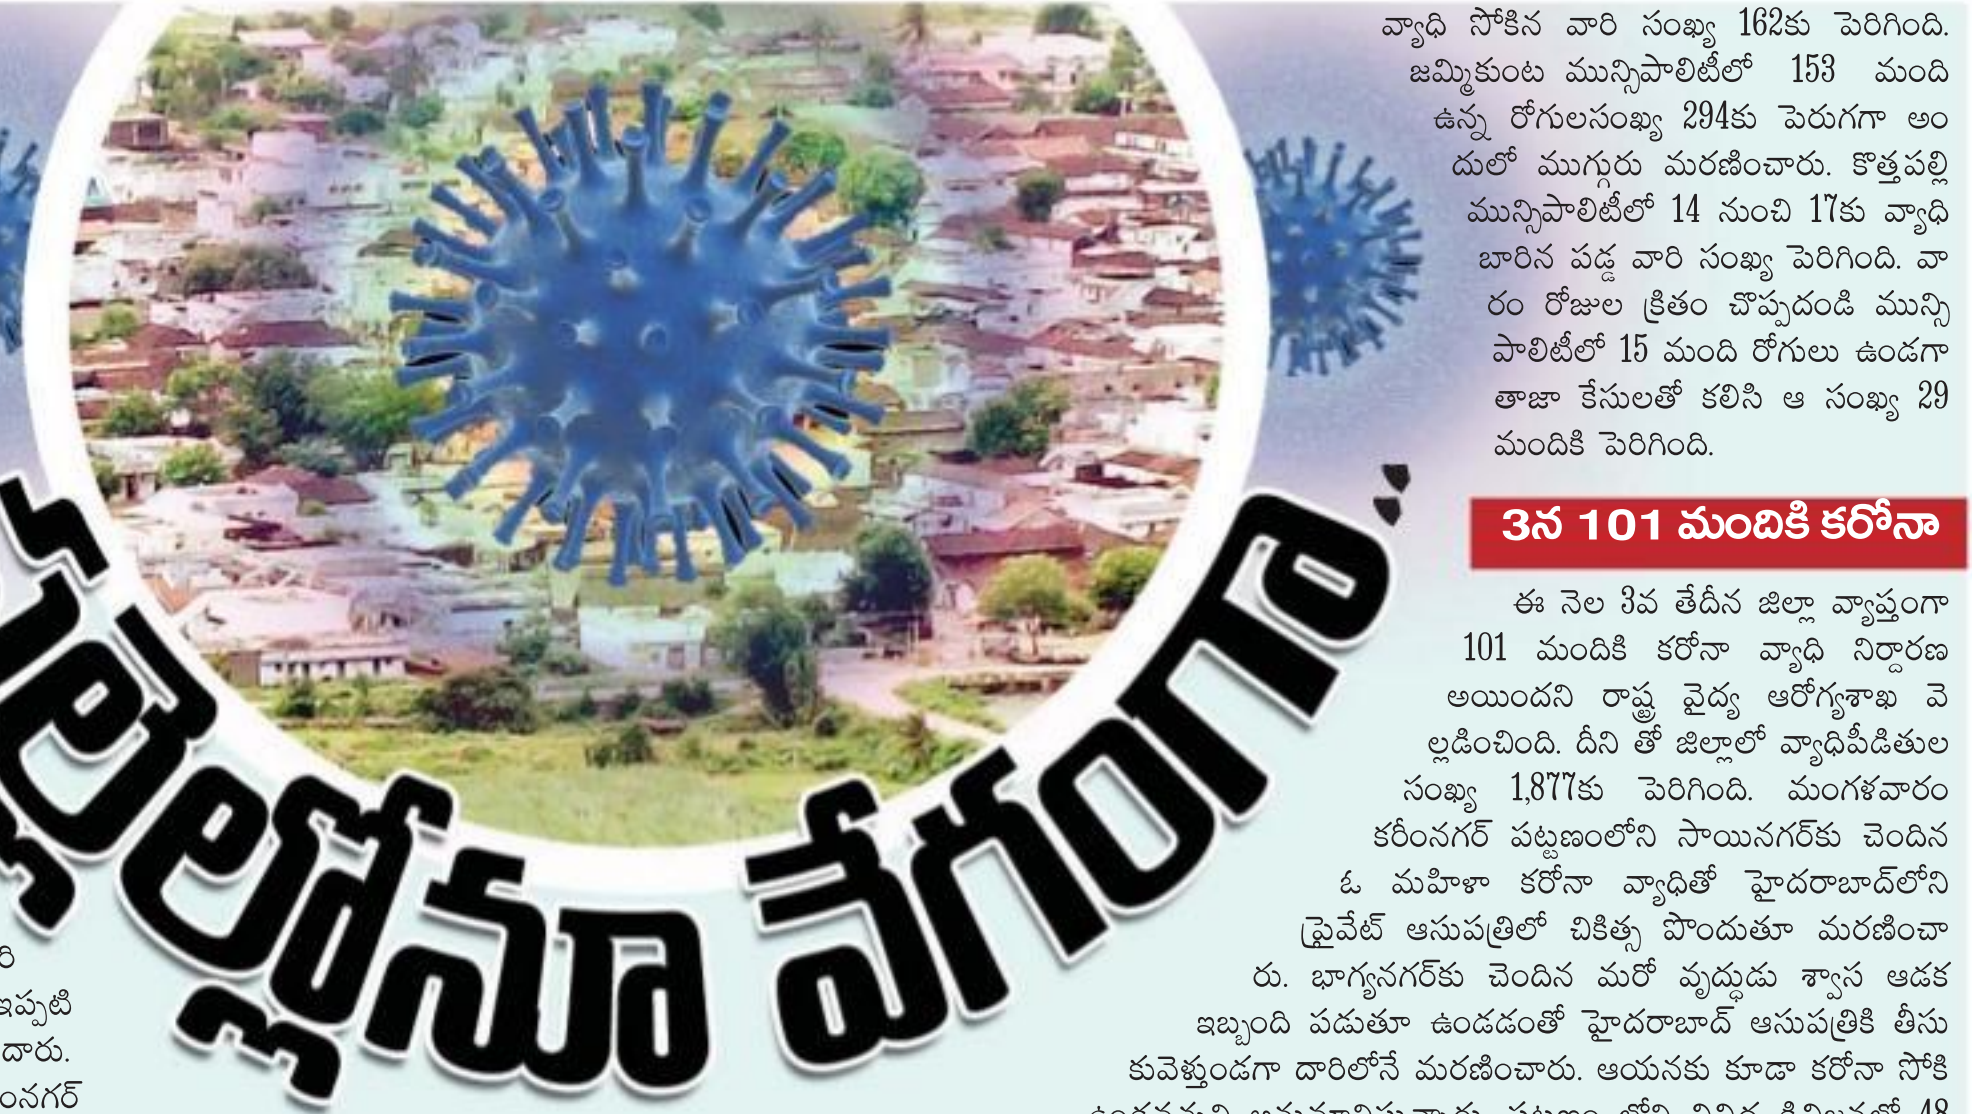 వ్యాధి సోకిన వారి సంఖ్య 162కు పెరిగింది.
జమ్మికుంట మున్సిపాలిటీలో 153 మంది
ఉన్న రోగులసంఖ్య 294కు పెరుగగా అం
దులో ముగ్గురు మరణించారు. కొత్తపల్లి
మున్సిపాలిటీలో 14 నుంచి 17కు వ్యాధి
బారిన పడ్డ వారి సంఖ్య పెరిగింది. వా
రం రోజుల క్రితం చొప్పదండి మున్సి
పాలిటీలో 15 మంది రోగులు ఉండగా
తాజా కేసులతో కలిసి ఆ సంఖ్య 29
మందికి పెరిగింది.
3న 101 మందికి కరోనా
ఈ నెల 3వ తేదీన జిల్లా వ్యాప్తంగా
101 మందికి కరోనా వ్యాధి నిర్దారణ
అయిందని రాష్ట్ర వైద్య ఆరోగ్యశాఖ వె
ల్లడించింది. దీని తో జిల్లాలో వ్యాధిపీడితుల
సంఖ్య 1,877కు పెరిగింది. మంగళవారం
కరీంనగర్ పట్టణంలోని సాయినగర్‌కు చెందిన
ఓ మహిళా కరోనా వ్యాధితో హైదరాబాద్‌లోని
ప్రైవేట్ ఆసుపత్రిలో చికిత్స పొందుతూ మరణించా
రు. భాగ్యనగర్‌కు చెందిన మరో వృద్ధుడు శ్వాస ఆడక
ఇబ్బంది పడుతూ ఉండడంతో హైదరాబాద్ ఆసుపత్రికి తీసు
కువెళ్తుండగా దారిలోనే మరణించారు. ఆయనకు కూడా కరోనా సోకి
ల్లెల్లోనూ వేగంగా..
రి
ఇప్పటి
దారు.
ంనగర్